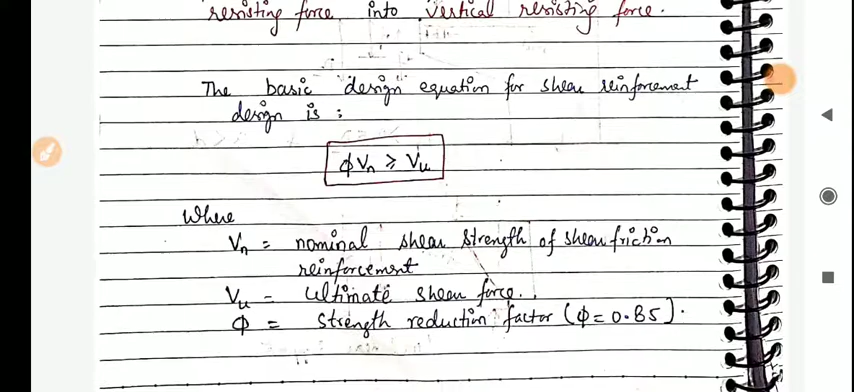 resisting force into vertical resisting force.
The basic design equation for shear reinforcement
design is :
φVn ≥ Vu
Where
Vn = nominal shear strength of shear friction
reinforcement
Vu = Ultimate shear force.
φ = strength reduction factor (φ = 0.85).